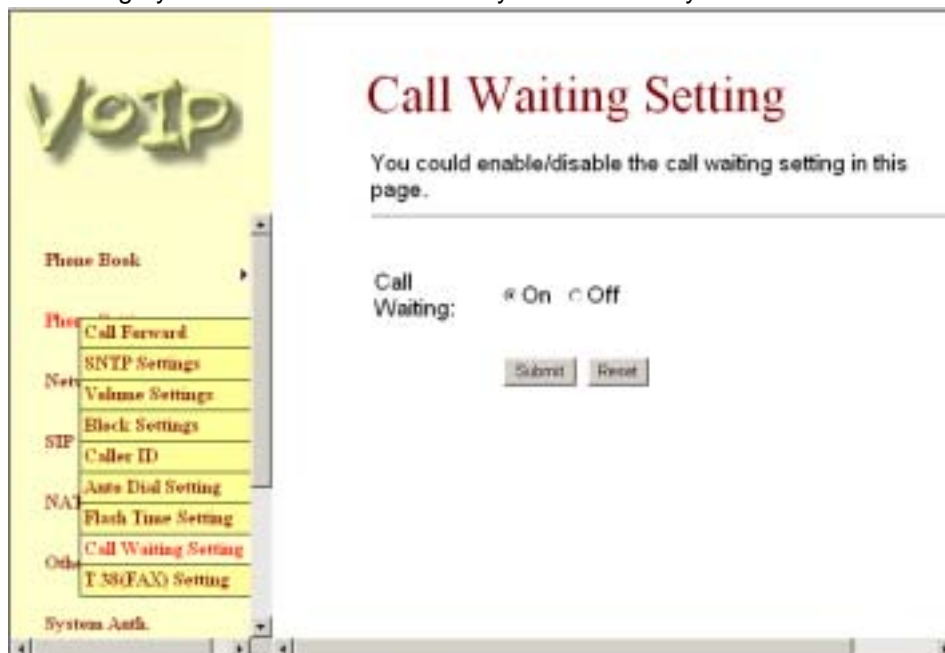 VOIP
Call Waiting Setting
You could enable/disable the call waiting setting in this
page.
Phone Book
Call
Waiting:
On
Off
Submit
Reset
Call Forward
SNTP Settings
Volume Settings
Block Settings
SIP
Caller ID
Auto Dial Setting
Flash Time Setting
Call Waiting Setting
T.38(FAX) Setting
System Auth.